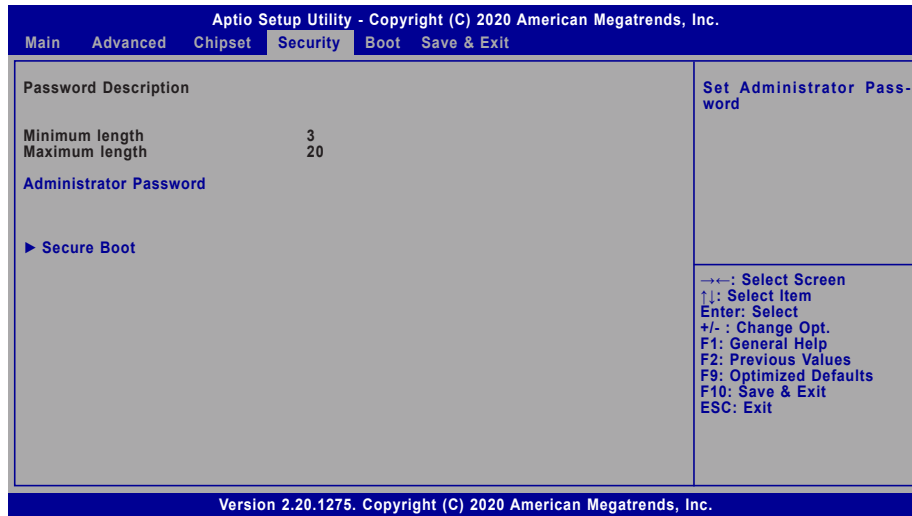 Aptio Setup Utility - Copyright (C) 2020 American Megatrends, Inc.
Main Advanced Chipset Security Boot Save & Exit
Password Description
Minimum length 3
Maximum length 20
Administrator Password
► Secure Boot
Set Administrator Pass-
word
→←: Select Screen
↑↓: Select Item
Enter: Select
+/- : Change Opt.
F1: General Help
F2: Previous Values
F9: Optimized Defaults
F10: Save & Exit
ESC: Exit
Version 2.20.1275. Copyright (C) 2020 American Megatrends, Inc.